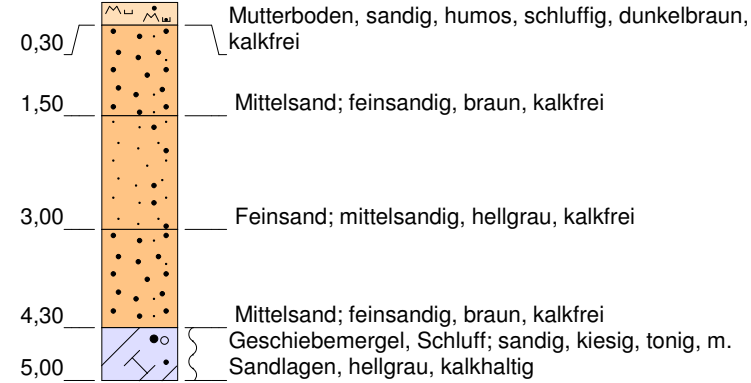 Mutterboden, sandig, humos, schluffig, dunkelbraun,
0,30 kalkfrei
1,50 Mittelsand; feinsandig, braun, kalkfrei
3,00 Feinsand; mittelsandig, hellgrau, kalkfrei
4,30 Mittelsand; feinsandig, braun, kalkfrei
Geschiebemergel, Schluff; sandig, kiesig, tonig, m.
5,00 Sandlagen, hellgrau, kalkhaltig